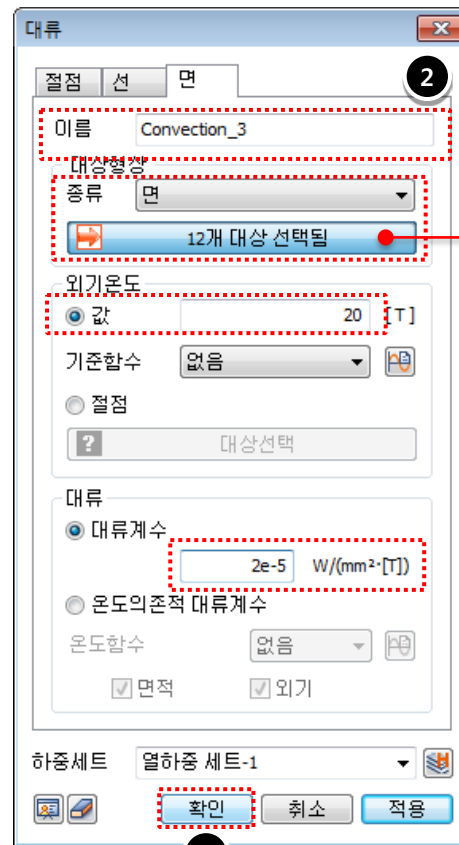 대류
절점 선 면
2
이름 Convection_3
대상형상
종류 면
12개 대상 선택됨
외기온도
값 20 [T]
기준함수 없음
절점
? 대상선택
대류
대류계수
2e-5 W/(mm²·[T])
온도의존적 대류계수
온도함수 없음
면적 외기
하중세트 열하중 세트-1
확인 취소 적용